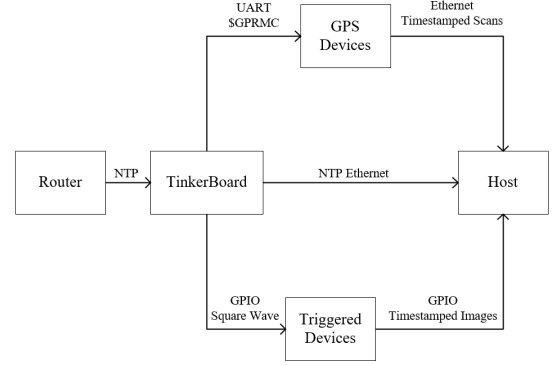 UART
$GPRMC
GPS
Devices
Ethernet
Timestamped Scans
Router
NTP
TinkerBoard
NTP Ethernet
Host
GPIO
Square Wave
Triggered
Devices
GPIO
Timestamped Images